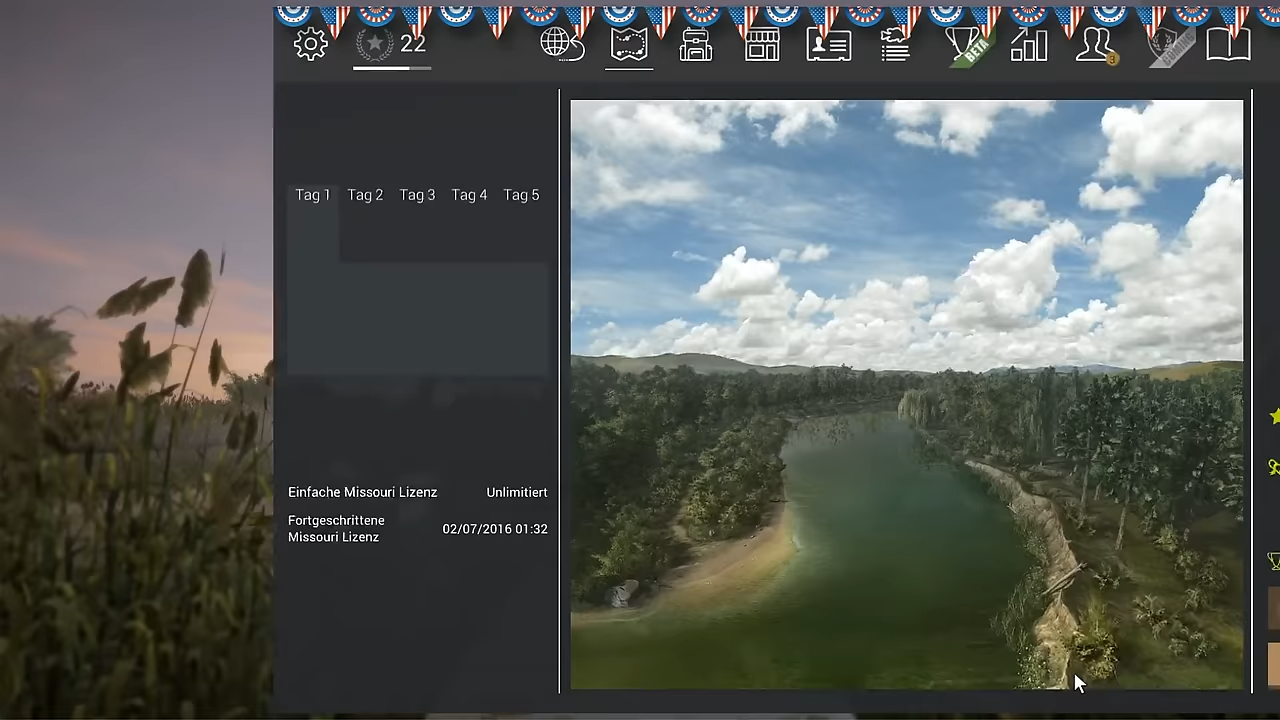 22
BETA
3
Tag 1 Tag 2 Tag 3 Tag 4 Tag 5
Einfache Missouri Lizenz Unlimitiert
Fortgeschrittene
Missouri Lizenz 02/07/2016 01:32